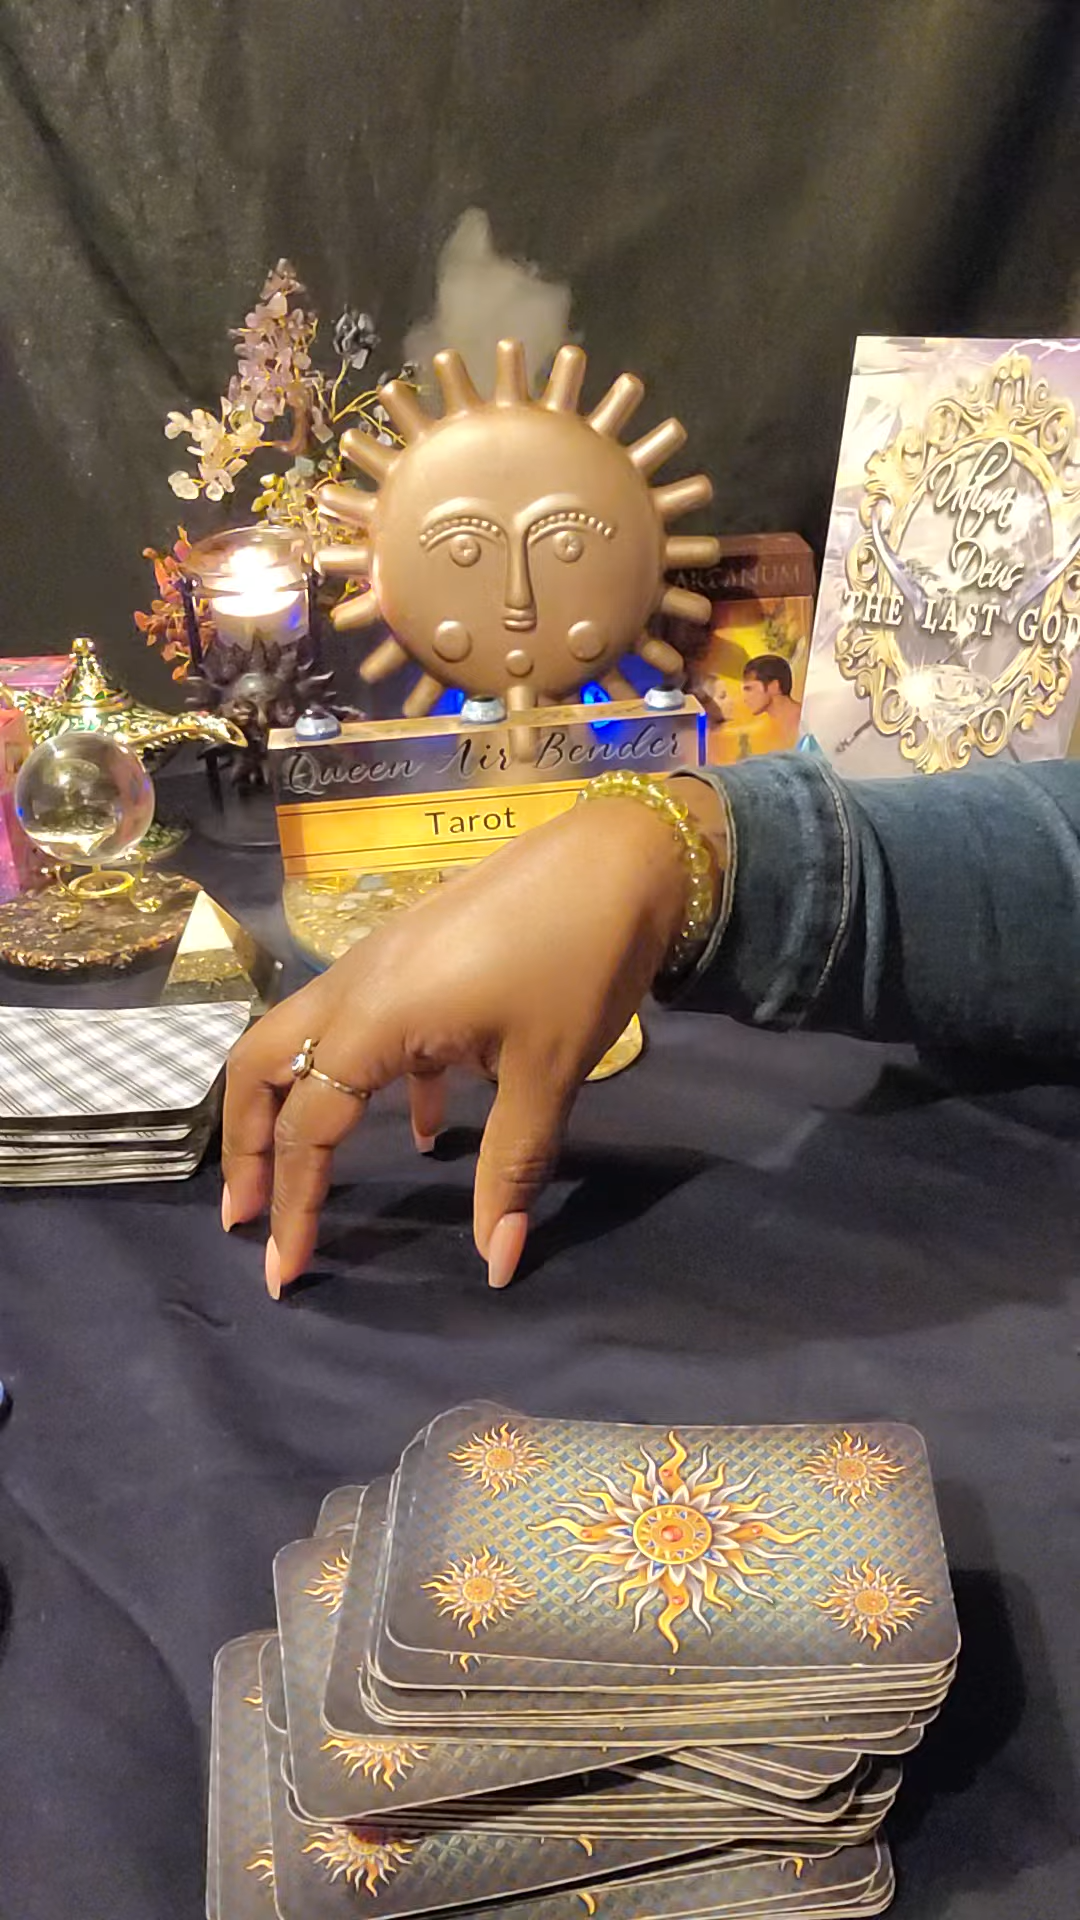 ARCANUM
Ultima
Deus
THE LAST GOD
Queen Air Bender
Tarot